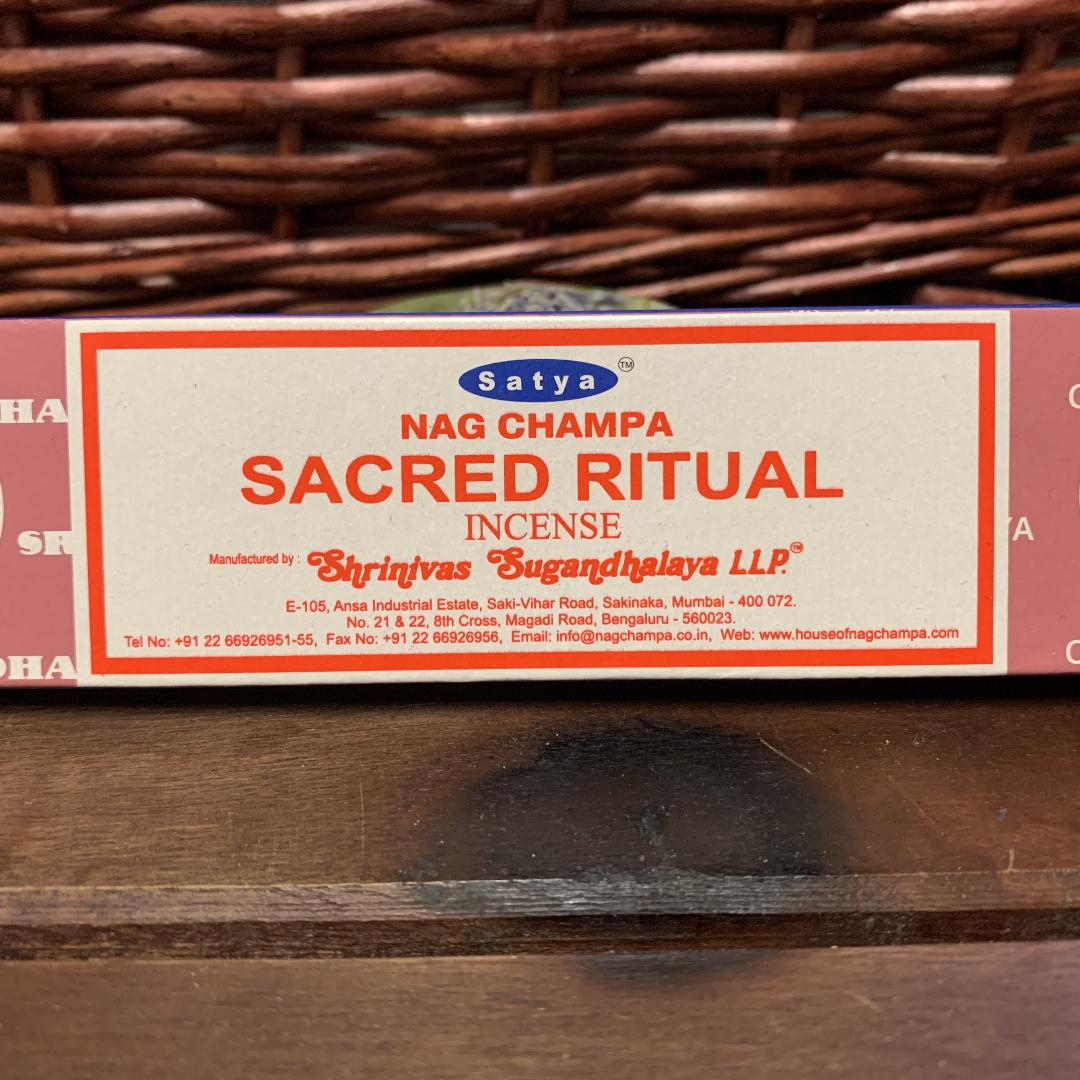 Satya ™
NAG CHAMPA
SACRED RITUAL
INCENSE
Manufactured by : Shrinivas Sugandhalaya L.L.P.™
E-105, Ansa Industrial Estate, Saki-Vihar Road, Sakinaka, Mumbai - 400 072.
No. 21 & 22, 8th Cross, Magadi Road, Bengaluru - 560023.
Tel No: +91 22 66926951-55, Fax No: +91 22 66926956, Email: info@nagchampa.co.in, Web: www.houseofnagchampa.com